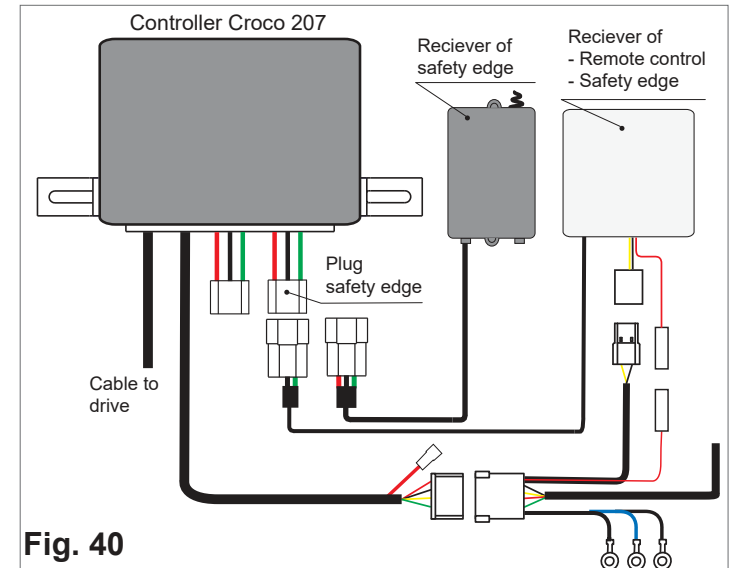 Controller Croco 207
Reciever of
safety edge
Reciever of
- Remote control
- Safety edge
Plug
safety edge
Cable to
drive
Fig. 40